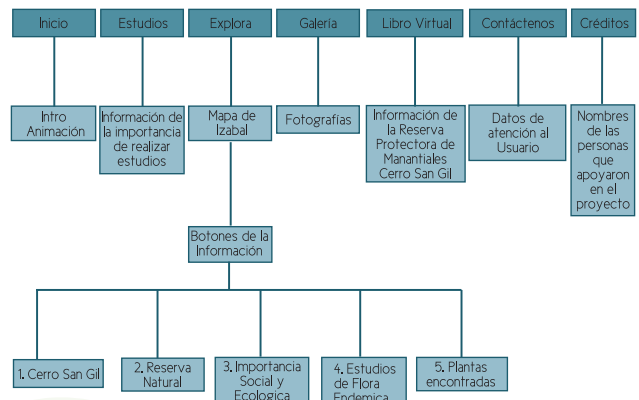 Inicio
Estudios
Explora
Galería
Libro Virtual
Contáctenos
Créditos
Intro
Animación
Información de
la importancia
de realizar
estudios
Mapa de
Izabal
Fotografías
Información de
la Reserva
Protectora de
Manantiales
Cerro San Gil
Datos de
atención al
Usuario
Nombres
de las
personas
que
apoyaron
en el
proyecto
Botones de la
Información
1. Cerro San Gil
2. Reserva
Natural
3. Importancia
Social y
Ecologica
4. Estudios
de Flora
Endemica
5. Plantas
encontradas